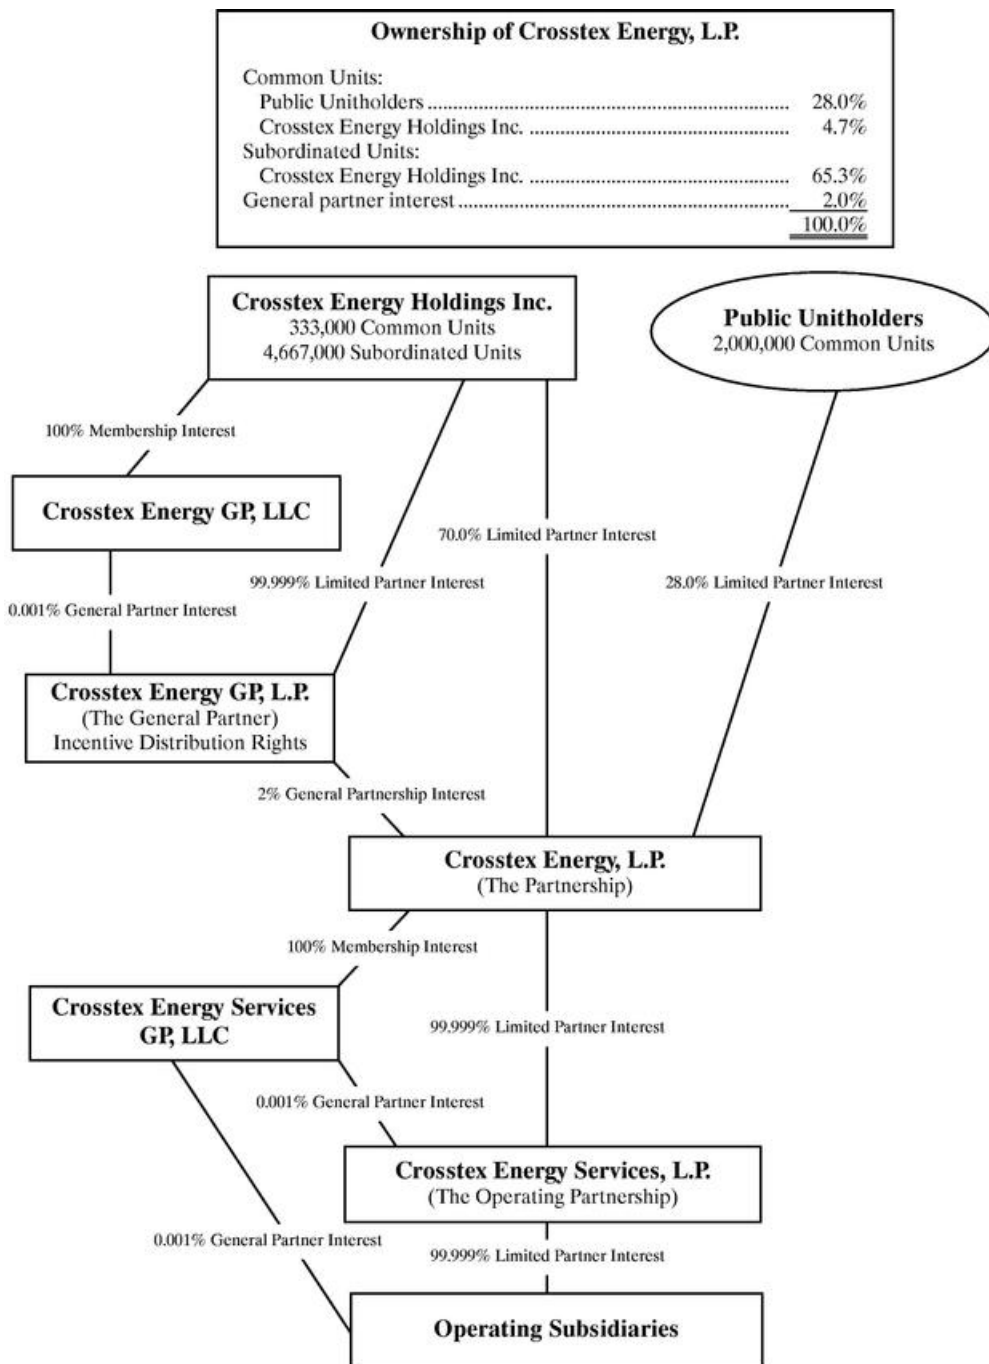 Ownership of Crosstex Energy, L.P.
Common Units:
Public Unitholders ........................................................................ 28.0%
Crosstex Energy Holdings Inc. .................................................... 4.7%
Subordinated Units:
Crosstex Energy Holdings Inc. .................................................... 65.3%
General partner interest.................................................................. 2.0%
100.0%
Crosstex Energy Holdings Inc.
333,000 Common Units
4,667,000 Subordinated Units
Public Unitholders
2,000,000 Common Units
100% Membership Interest
Crosstex Energy GP, LLC
70.0% Limited Partner Interest
99.999% Limited Partner Interest
28.0% Limited Partner Interest
0.001% General Partner Interest
Crosstex Energy GP, L.P.
(The General Partner)
Incentive Distribution Rights
2% General Partnership Interest
Crosstex Energy, L.P.
(The Partnership)
100% Membership Interest
Crosstex Energy Services
GP, LLC
99.999% Limited Partner Interest
0.001% General Partner Interest
Crosstex Energy Services, L.P.
(The Operating Partnership)
0.001% General Partner Interest
99.999% Limited Partner Interest
Operating Subsidiaries